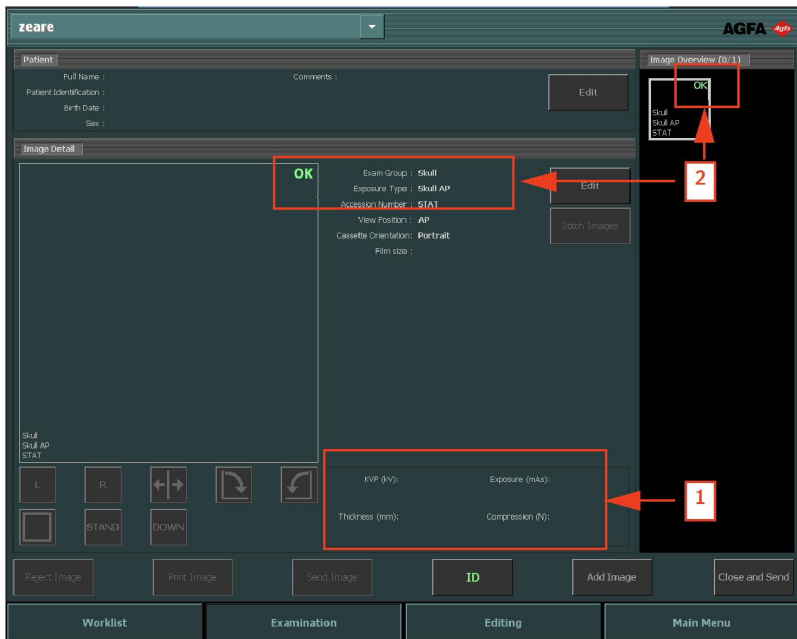 zeare
AGFA Agfa
Patient
Full Name :
Patient Identification :
Birth Date :
Sex :
Comments :
Edit
Image Overview (0/1)
OK
Skull
Skull AP
STAT
Image Detail
OK
Skull
Skull AP
STAT
Exam Group : Skull
Exposure Type : Skull AP
Accession Number : STAT
View Position : AP
Cassette Orientation: Portrait
Film size :
Edit
Stitch Images
2
L
R
STAND
DOWN
KVP (kV):
Exposure (mAs):
Thickness (mm):
Compression (N):
1
Reject Image
Print Image
Send Image
ID
Add Image
Close and Send
Worklist
Examination
Editing
Main Menu